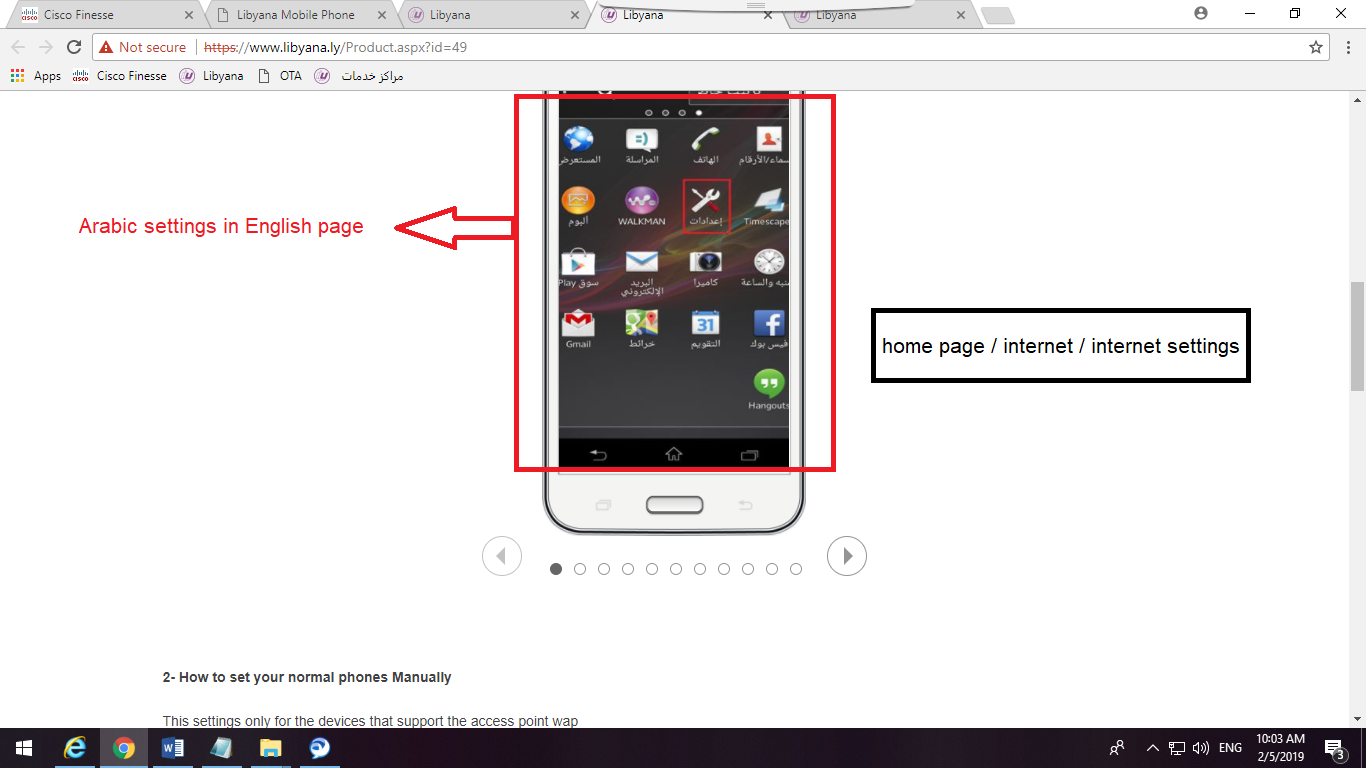 Cisco Finesse
Libyana Mobile Phone
Libyana
Libyana
Libyana
Not secure
https://www.libyana.ly/Product.aspx?id=49
Apps
cisco
Cisco Finesse
Libyana
OTA
مراكز خدمات
المستعرض
المراسلة
الهاتف
سماء/الأرقام
ألبوم
WALKMAN
إعدادات
Timescape
سوق Play
البريد
الإلكتروني
كاميرا
نبه والساعة
Gmail
خرائط
31
التقويم
فيس بوك
Hangouts
Arabic settings in English page
home page / internet / internet settings
2- How to set your normal phones Manually
This settings only for the devices that support the access point wap
ENG
10:03 AM
2/5/2019
3